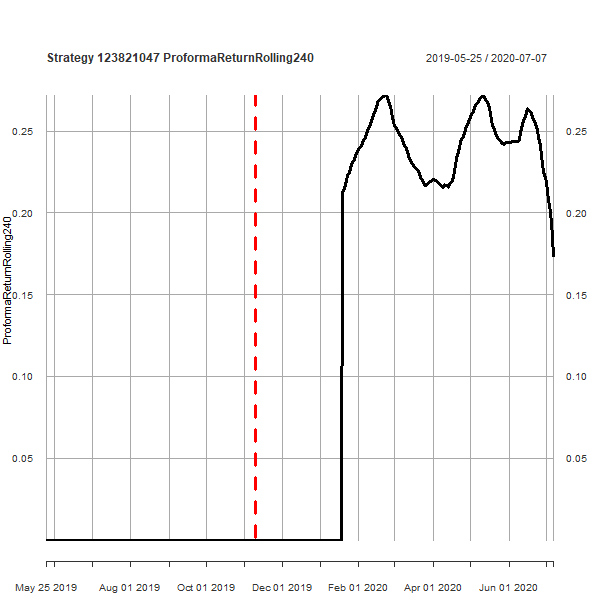 Strategy 123821047 ProformaReturnRolling240
2019-05-25 / 2020-07-07
ProformaReturnRolling240
0.25
0.20
0.15
0.10
0.05
0.25
0.20
0.15
0.10
0.05
May 25 2019
Aug 01 2019
Oct 01 2019
Dec 01 2019
Feb 01 2020
Apr 01 2020
Jun 01 2020